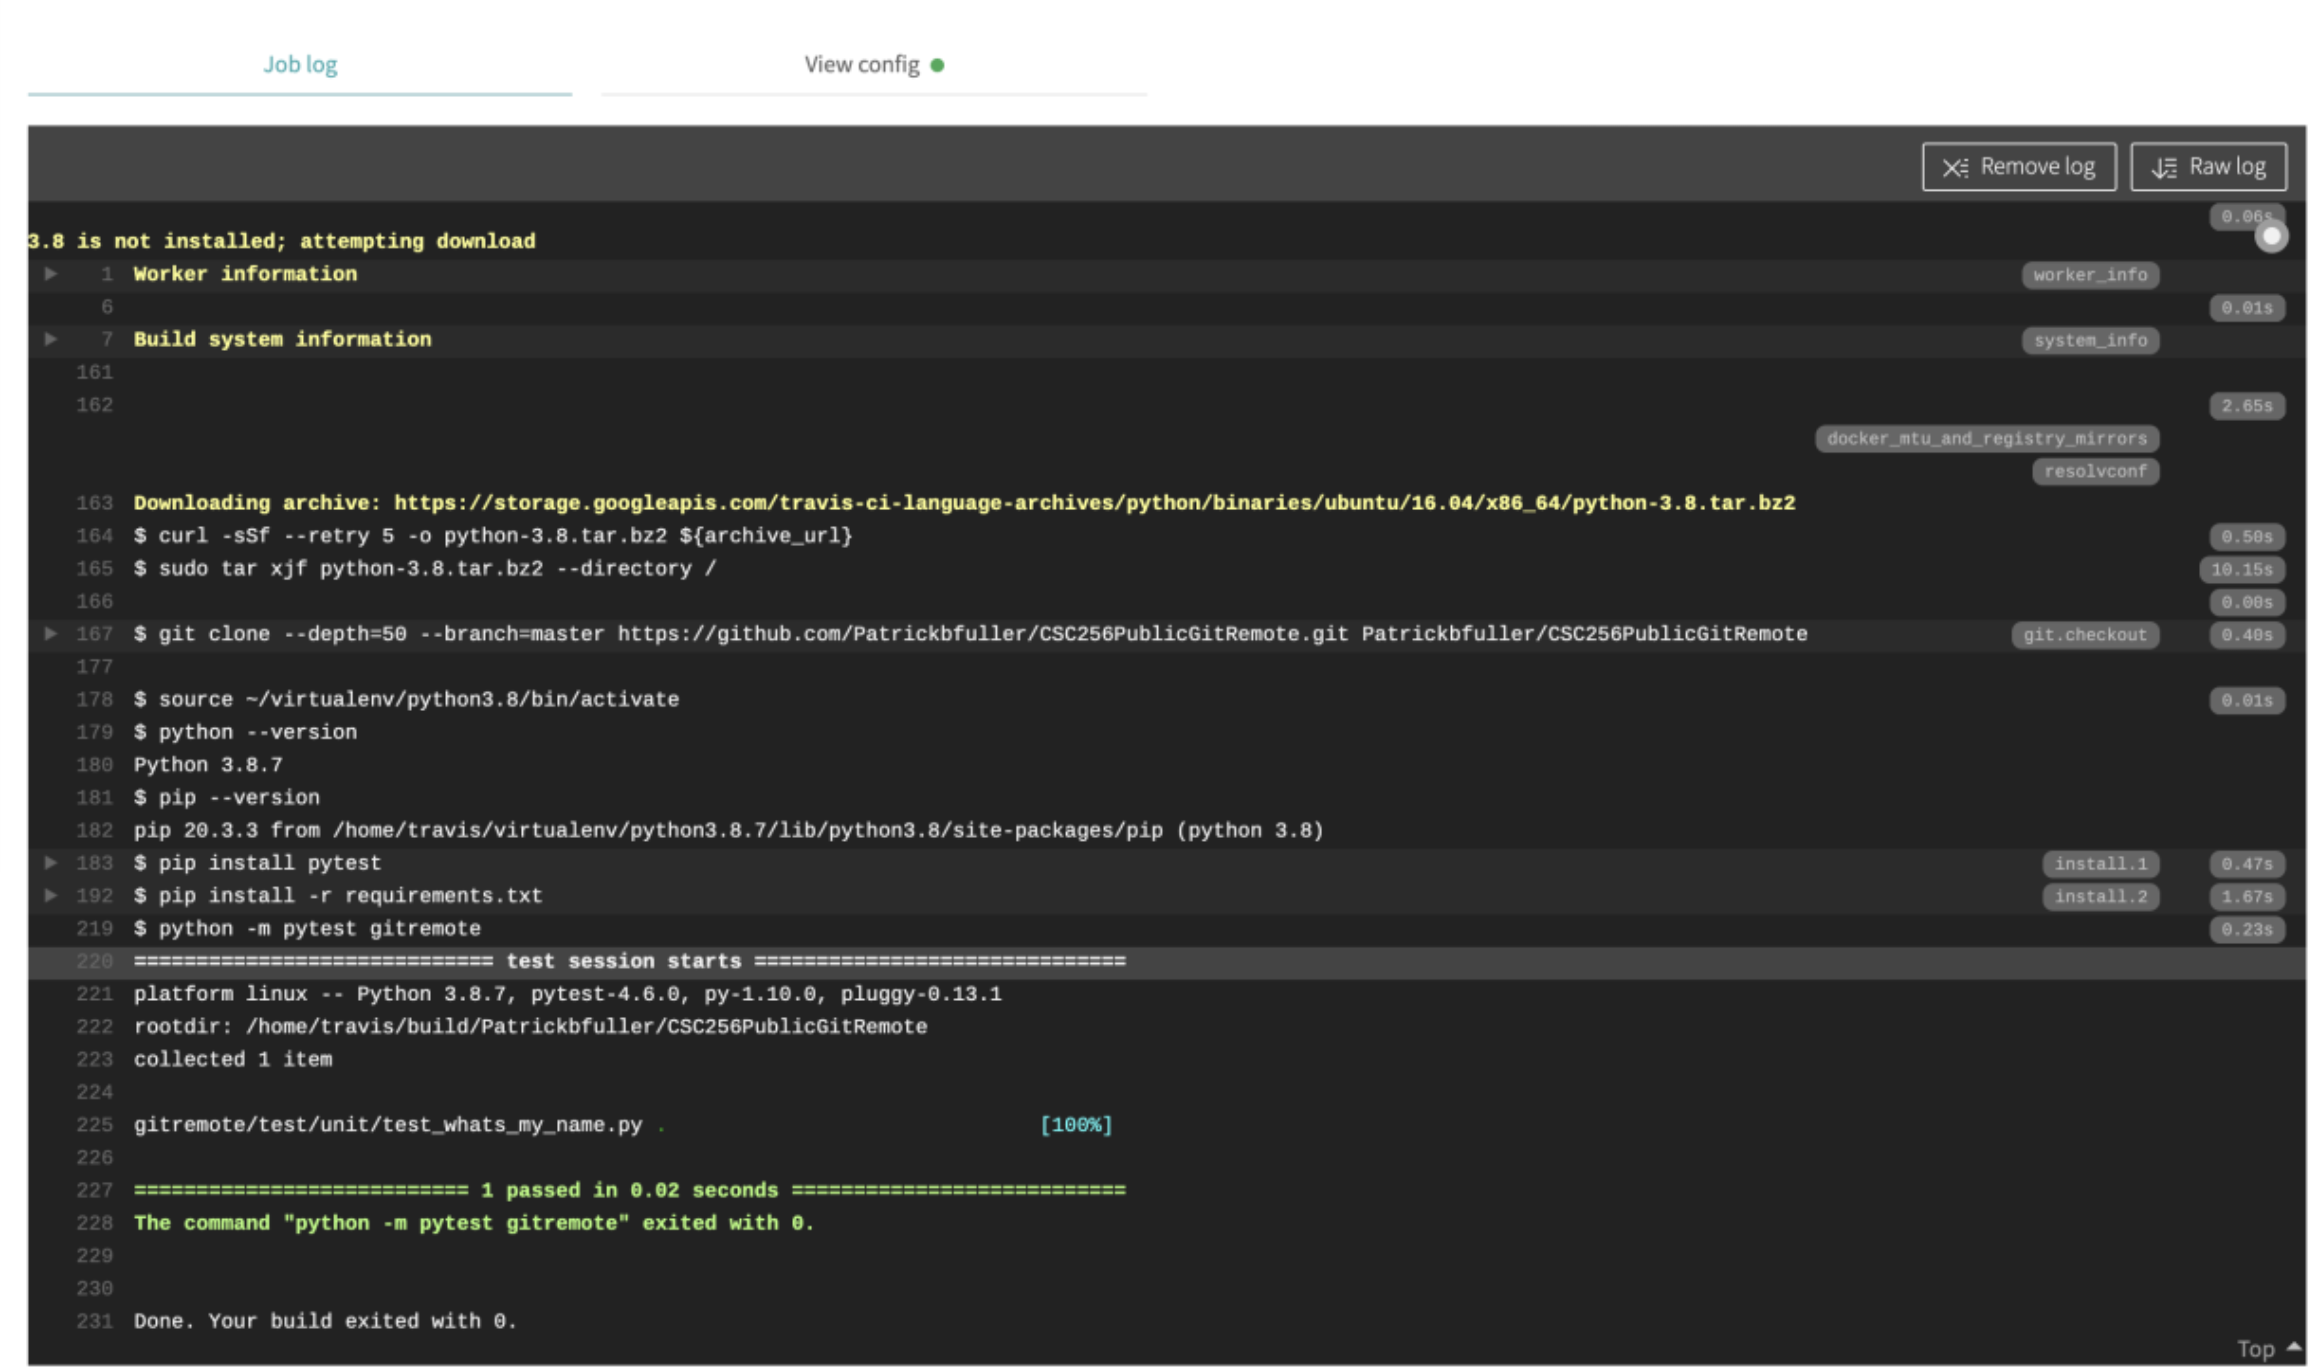 Job log View config
Remove log Raw log
0.06s
3.8 is not installed; attempting download
1 Worker information worker_info
6 0.01s
7 Build system information system_info
161
162 2.65s
docker_mtu_and_registry_mirrors
resolvconf
163 Downloading archive: https://storage.googleapis.com/travis-ci-language-archives/python/binaries/ubuntu/16.04/x86_64/python-3.8.tar.bz2
164 $ curl -sSf --retry 5 -o python-3.8.tar.bz2 ${archive_url} 0.50s
165 $ sudo tar xjf python-3.8.tar.bz2 --directory / 10.15s
166 0.00s
167 $ git clone --depth=50 --branch=master https://github.com/Patrickbfuller/CSC256PublicGitRemote.git Patrickbfuller/CSC256PublicGitRemote git.checkout 0.40s
177
178 $ source ~/virtualenv/python3.8/bin/activate 0.01s
179 $ python --version
180 Python 3.8.7
181 $ pip --version
182 pip 20.3.3 from /home/travis/virtualenv/python3.8.7/lib/python3.8/site-packages/pip (python 3.8)
183 $ pip install pytest install.1 0.47s
192 $ pip install -r requirements.txt install.2 1.67s
219 $ python -m pytest gitremote 0.23s
220 ============================= test session starts ==============================
221 platform linux -- Python 3.8.7, pytest-4.6.0, py-1.10.0, pluggy-0.13.1
222 rootdir: /home/travis/build/Patrickbfuller/CSC256PublicGitRemote
223 collected 1 item
224
225 gitremote/test/unit/test_whats_my_name.py . [100%]
226
227 =========================== 1 passed in 0.02 seconds ===========================
228 The command "python -m pytest gitremote" exited with 0.
229
230
231 Done. Your build exited with 0.
Top